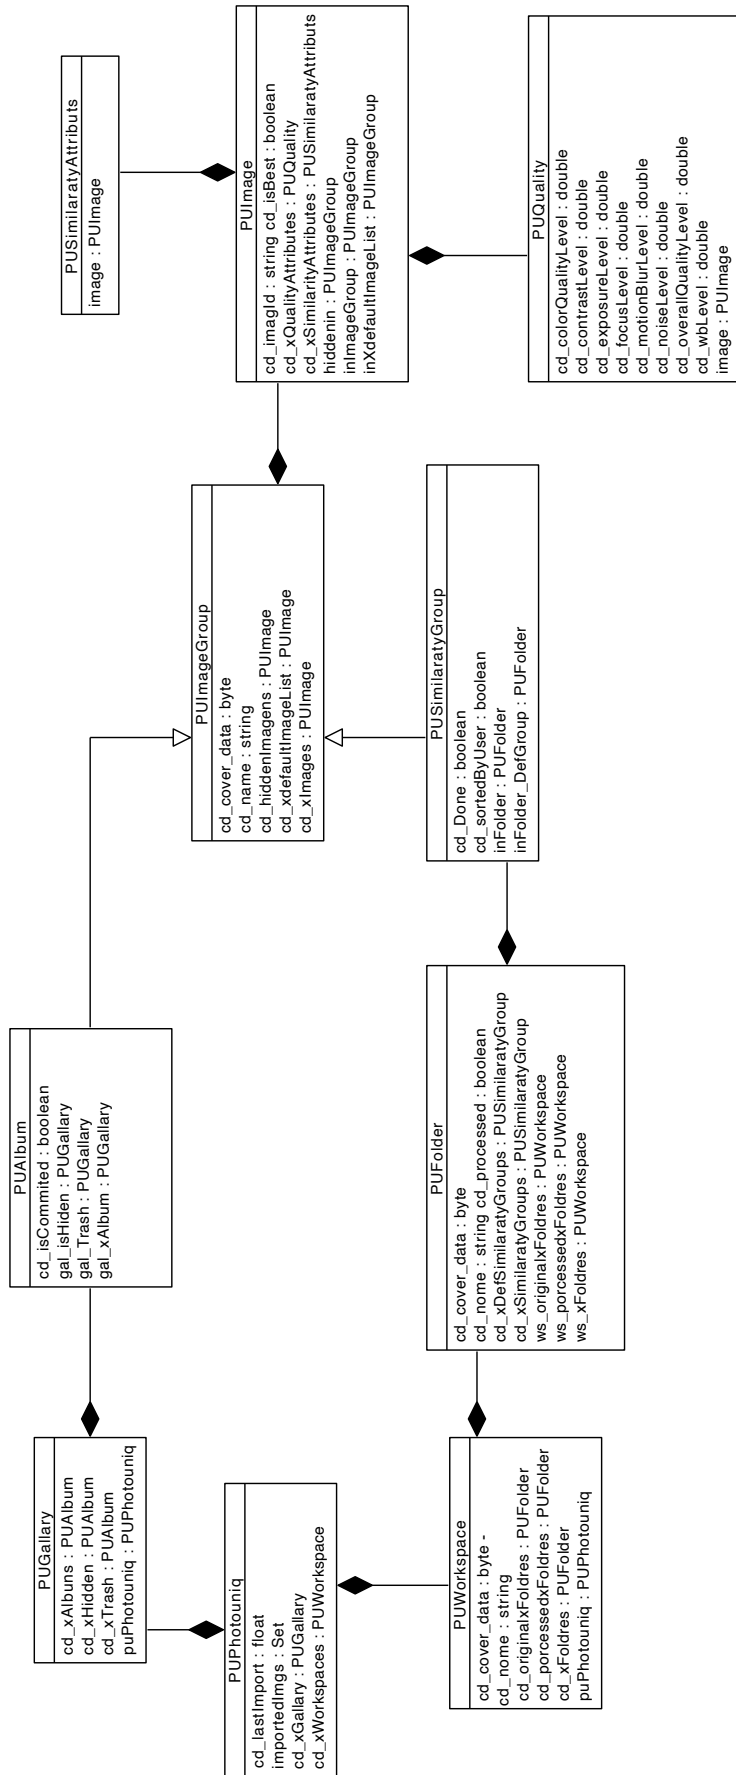 PUPhotouniq
cd_lastImport : float
importedImgs : Set
cd_xGallary : PUGallary
cd_xWorkspaces : PUWorkspace
PUGallary
cd_xAlbuns : PUAlbum
cd_xHidden : PUAlbum
cd_xTrash : PUAlbum
puPhotouniq : PUPhotouniq
PUWorkspace
cd_cover_data : byte -
cd_nome : string
cd_originalxFoldres : PUFolder
cd_porcessedxFoldres : PUFolder
cd_xFoldres : PUFolder
puPhotouniq : PUPhotouniq
PUAlbum
cd_isCommited : boolean
gal_isHiden : PUGallary
gal_Trash : PUGallary
gal_xAlbum : PUGallary
PUFolder
cd_cover_data : byte
cd_nome : string cd_processed : boolean
cd_xDefSimilaratyGroups : PUSimilaratyGroup
cd_xSimilaratyGroups : PUSimilaratyGroup
ws_originalxFoldres : PUWorkspace
ws_porcessedxFoldres : PUWorkspace
ws_xFoldres : PUWorkspace
PUImageGroup
cd_cover_data : byte
cd_name : string
cd_hiddenImagens : PUImage
cd_xdefaultImageList : PUImage
cd_xImages : PUImage
PUSimilaratyGroup
cd_Done : boolean
cd_sortedByUser : boolean
inFolder : PUFolder
inFolder_DefGroup : PUFolder
PUSimilaratyAttributs
image : PUImage
PUImage
cd_imagId : string cd_isBest : boolean
cd_xQualityAttributes : PUQuality
cd_xSimilarityAttributes : PUSimilaratyAttributs
hiddenin : PUImageGroup
inImageGroup : PUImageGroup
inXdefaultImageList : PUImageGroup
PUQuality
cd_colorQualityLevel : double
cd_contrastLevel : double
cd_exposureLevel : double
cd_focusLevel : double
cd_motionBlurLevel : double
cd_noiseLevel : double
cd_overallQualityLevel : double
cd_wbLevel : double
image : PUImage